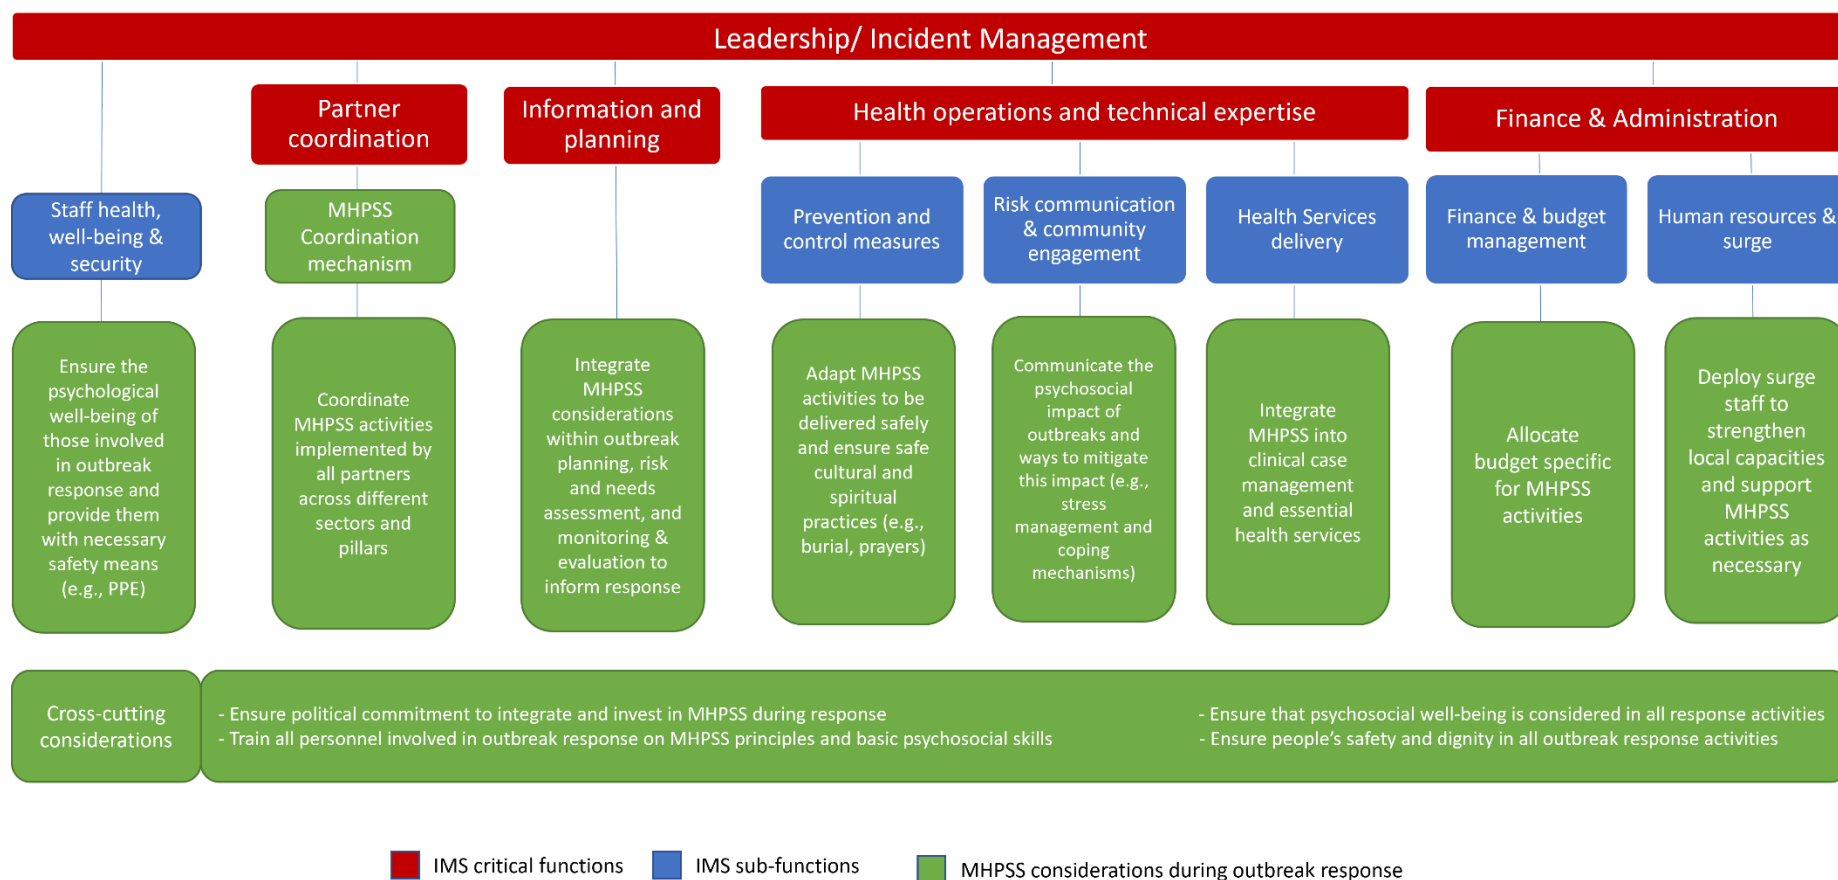 Leadership/ Incident Management
Partner
coordination
Information and
planning
Health operations and technical expertise
Finance & Administration
Staff health,
well-being &
security
MHPSS
Coordination
mechanism
Prevention and
control measures
Risk communication
& community
engagement
Health Services
delivery
Finance & budget
management
Human resources &
surge
Ensure the
psychological
well-being of
those involved
in outbreak
response and
provide them
with necessary
safety means
(e.g., PPE)
Coordinate
MHPSS activities
implemented by
all partners
across different
sectors and
pillars
Integrate
MHPSS
considerations
within outbreak
planning, risk
and needs
assessment, and
monitoring &
evaluation to
inform response
Adapt MHPSS
activities to be
delivered safely
and ensure safe
cultural and
spiritual
practices (e.g.,
burial, prayers)
Communicate the
psychosocial
impact of
outbreaks and
ways to mitigate
this impact (e.g.,
stress
management and
coping
mechanisms)
Integrate
MHPSS into
clinical case
management
and essential
health services
Allocate
budget specific
for MHPSS
activities
Deploy surge
staff to
strengthen
local capacities
and support
MHPSS
activities as
necessary
Cross-cutting
considerations
- Ensure political commitment to integrate and invest in MHPSS during response
- Train all personnel involved in outbreak response on MHPSS principles and basic psychosocial skills
- Ensure that psychosocial well-being is considered in all response activities
- Ensure people's safety and dignity in all outbreak response activities
IMS critical functions
IMS sub-functions
MHPSS considerations during outbreak response